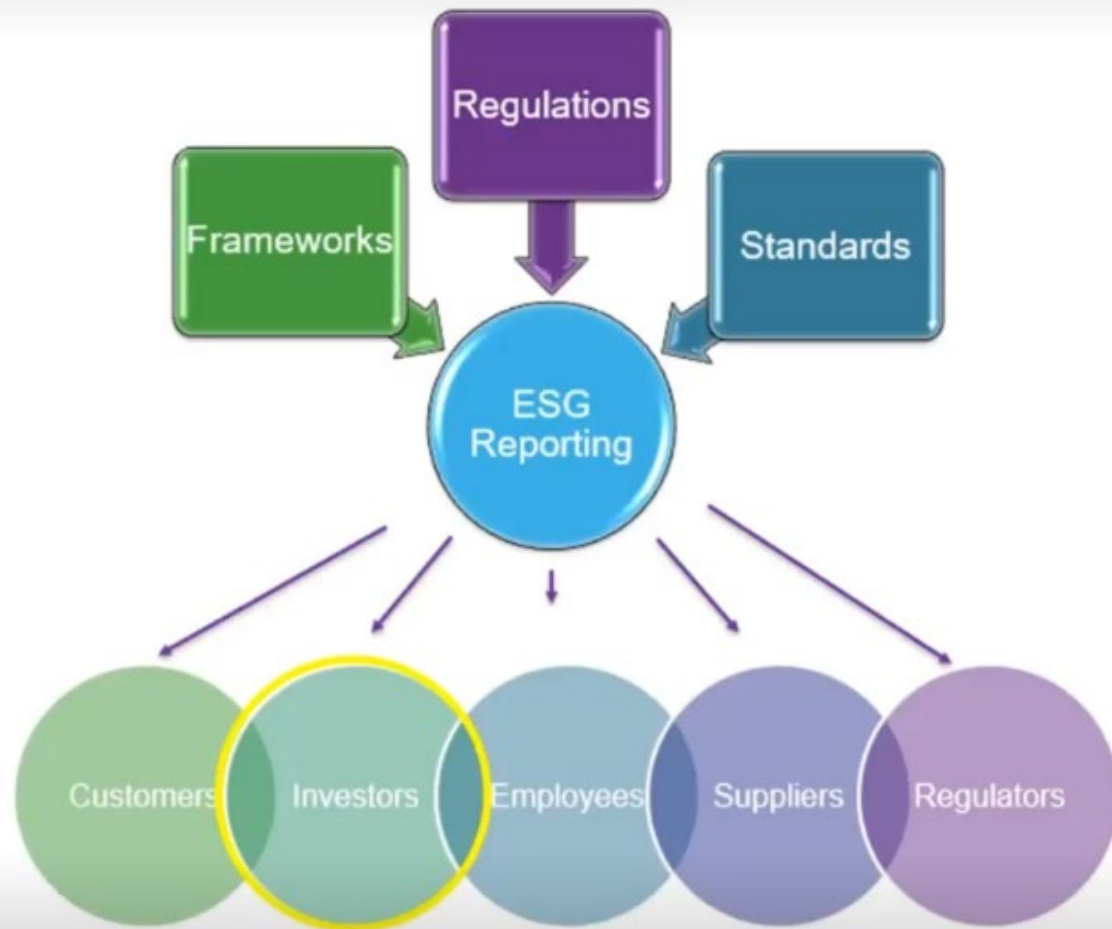 Regulations
Frameworks
Standards
ESG
Reporting
Customers
Investors
Employees
Suppliers
Regulators